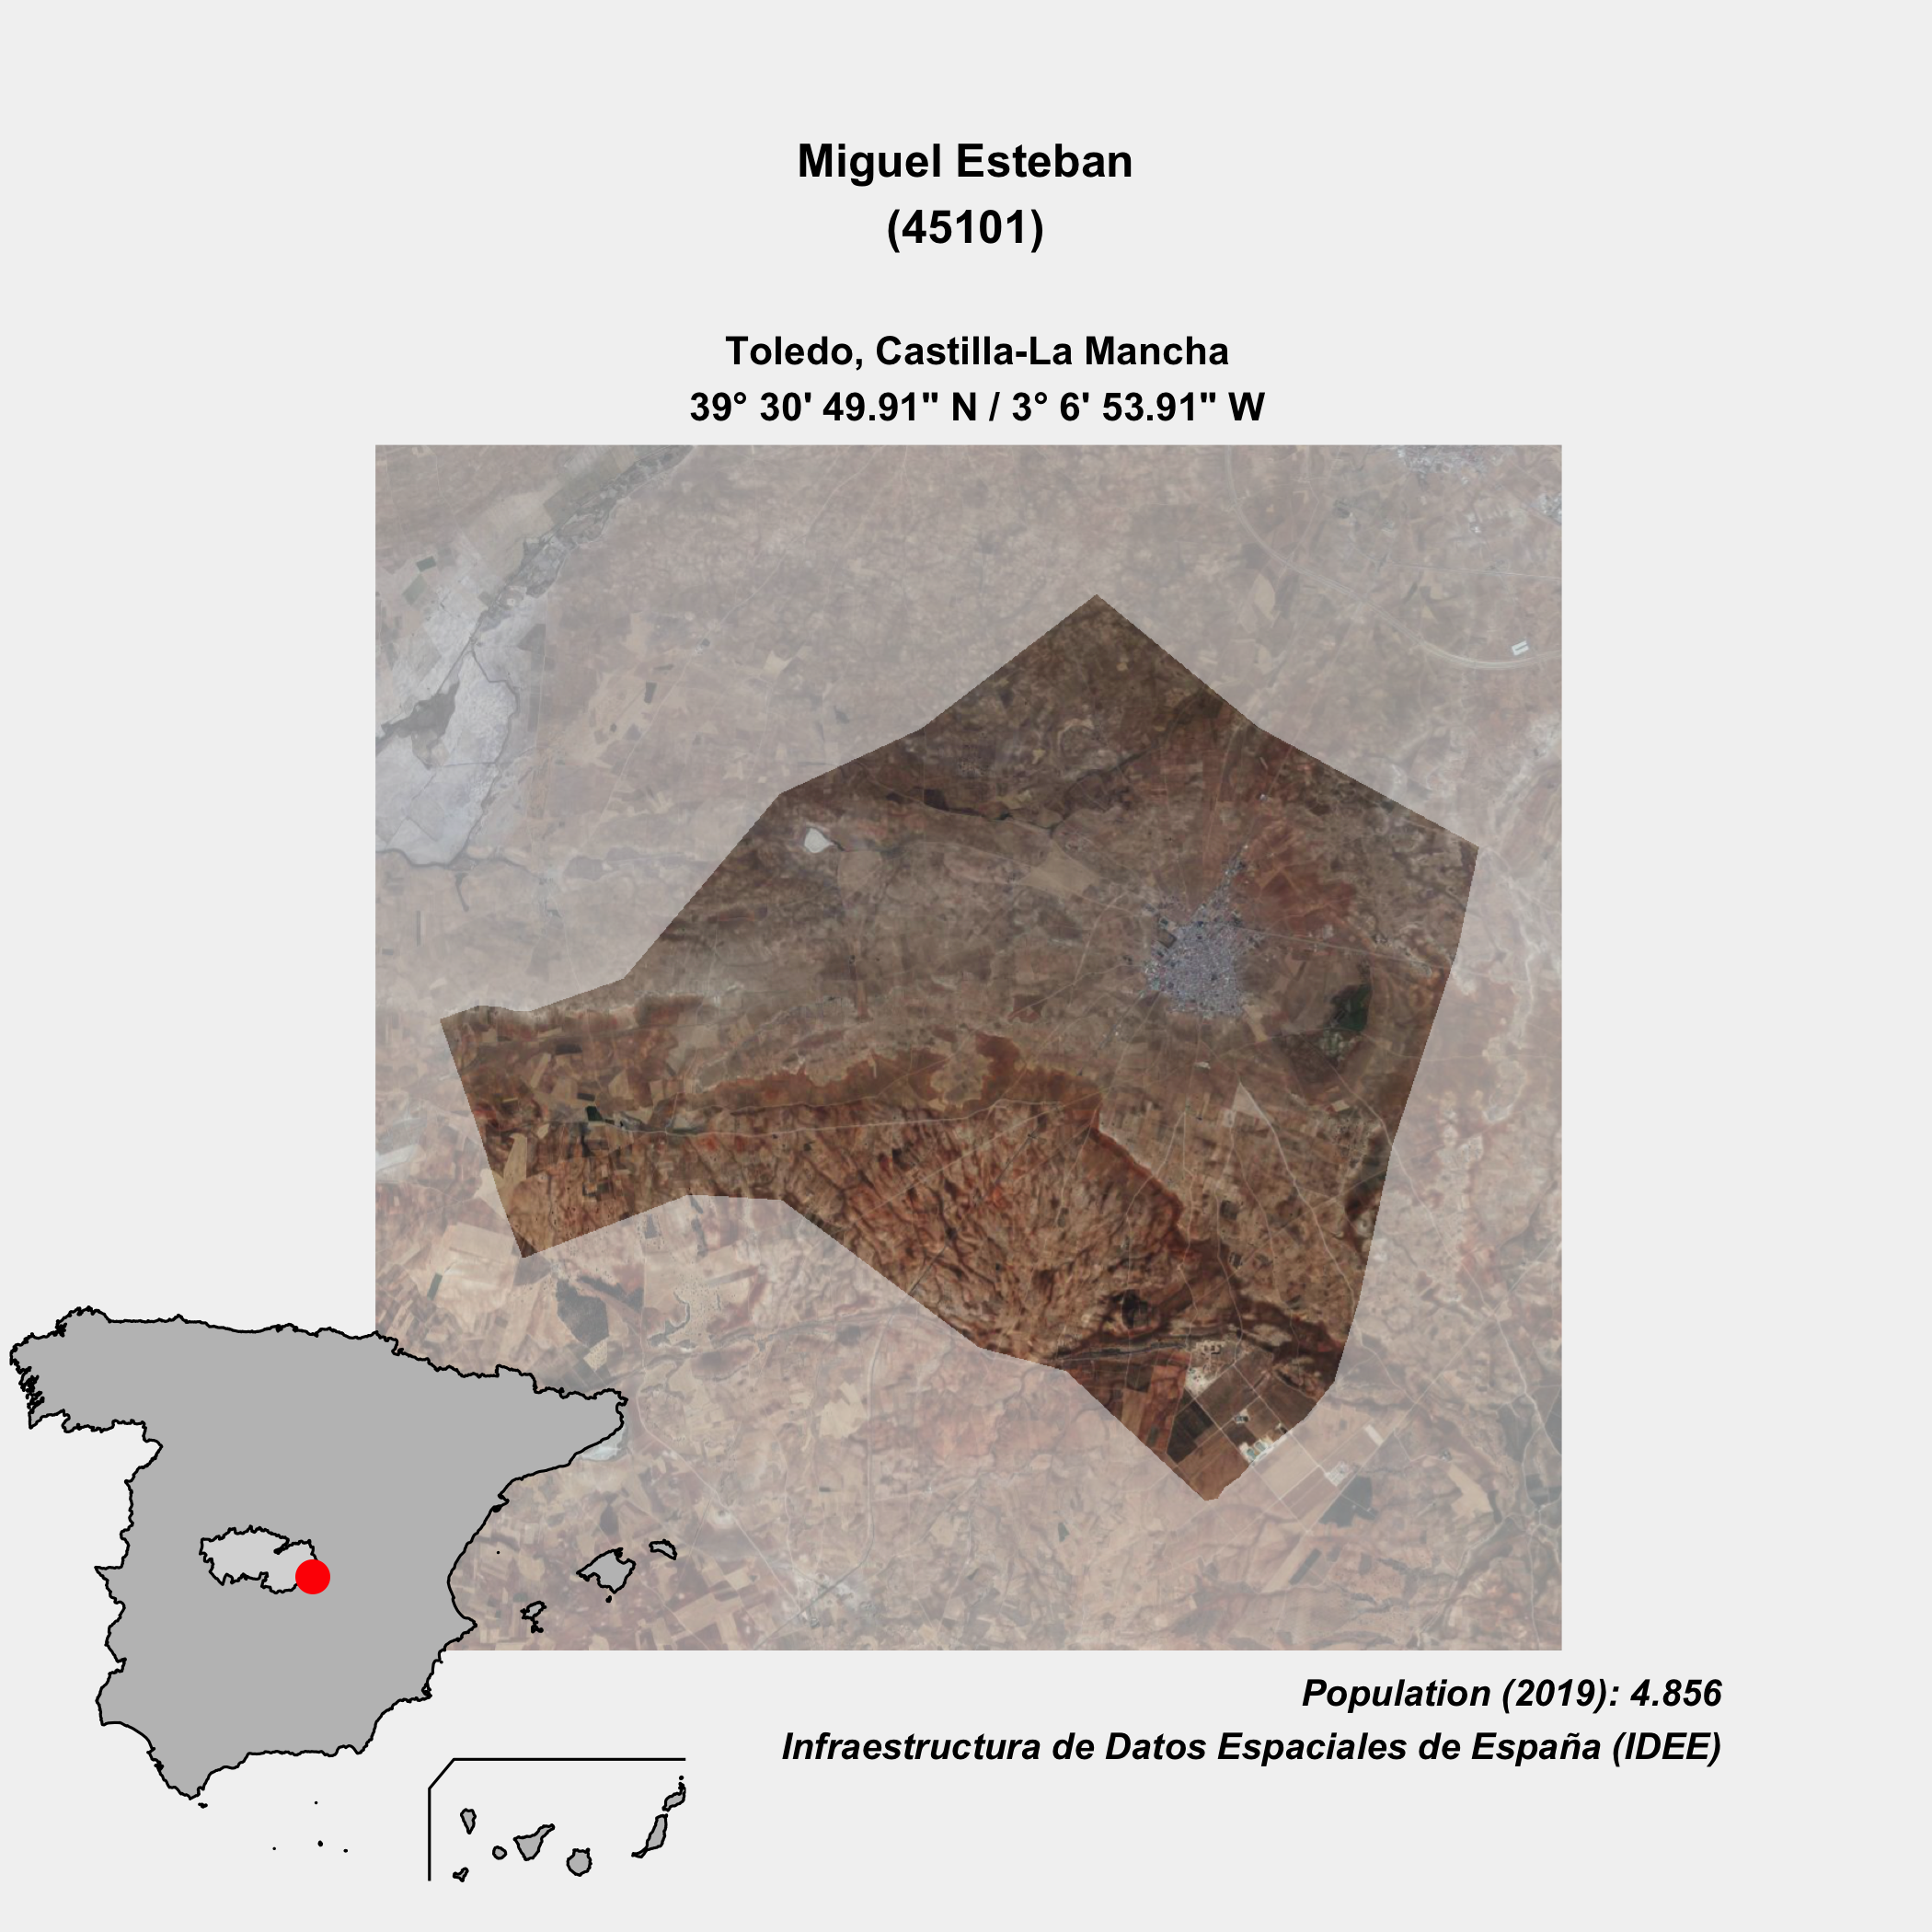 Miguel Esteban
(45101)
Toledo, Castilla-La Mancha
39° 30' 49.91" N / 3° 6' 53.91" W
Population (2019): 4.856
Infraestructura de Datos Espaciales de España (IDEE)